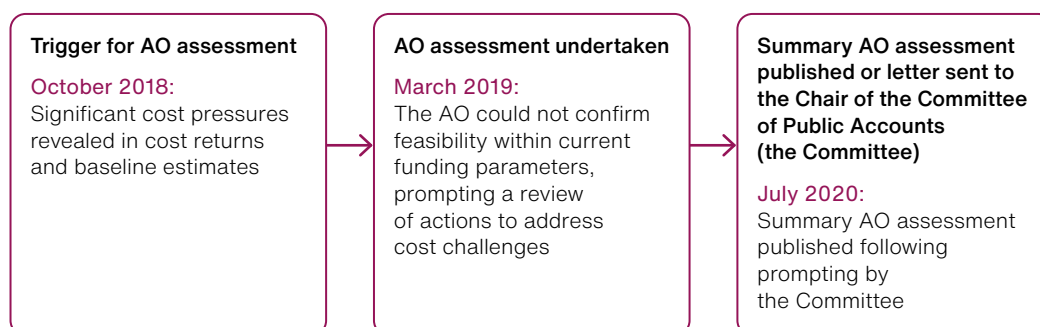 Trigger for AO assessment
October 2018:
Significant cost pressures
revealed in cost returns
and baseline estimates
AO assessment undertaken
March 2019:
The AO could not confirm
feasibility within current
funding parameters,
prompting a review
of actions to address
cost challenges
Summary AO assessment
published or letter sent to
the Chair of the Committee
of Public Accounts
(the Committee)
July 2020:
Summary AO assessment
published following
prompting by
the Committee